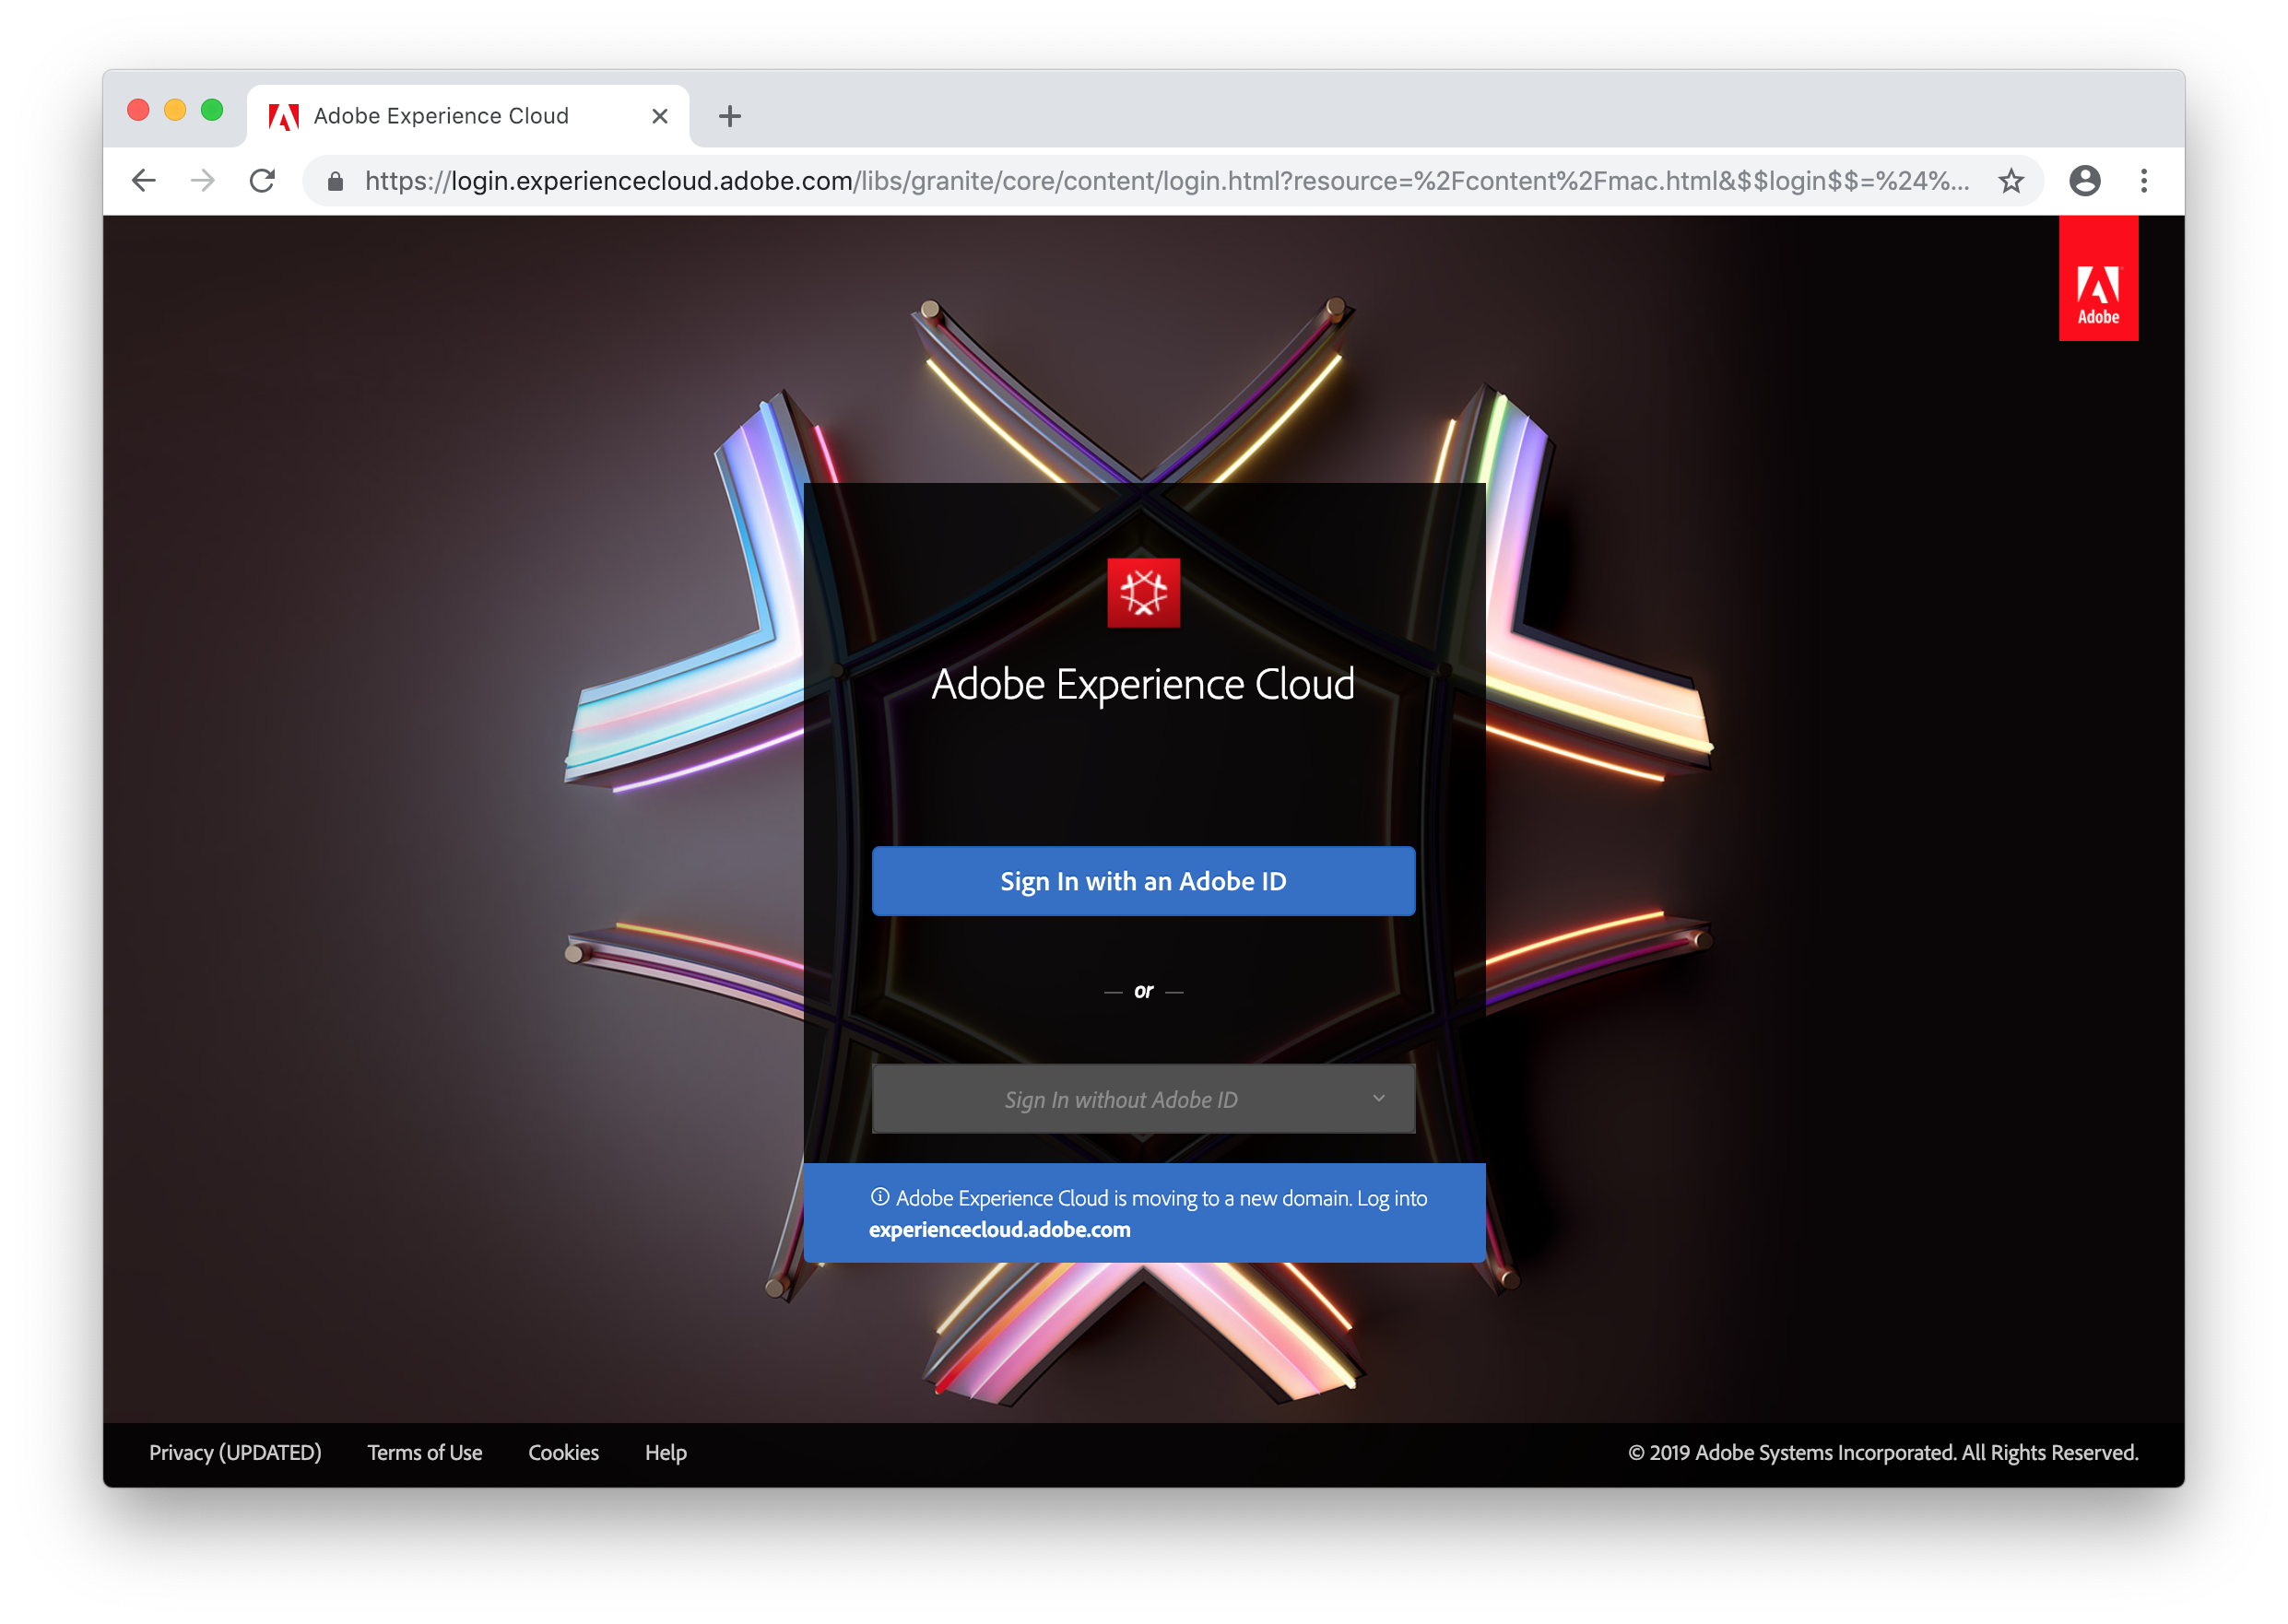 Adobe Experience Cloud
https://login.experiencecloud.adobe.com/libs/granite/core/content/login.html?resource=%2Fcontent%2Fmac.html&$$login$$=%24%...
Adobe
Adobe Experience Cloud
Sign In with an Adobe ID
— or —
Sign In without Adobe ID
Adobe Experience Cloud is moving to a new domain. Log into
experiencecloud.adobe.com
Privacy (UPDATED) Terms of Use Cookies Help © 2019 Adobe Systems Incorporated. All Rights Reserved.